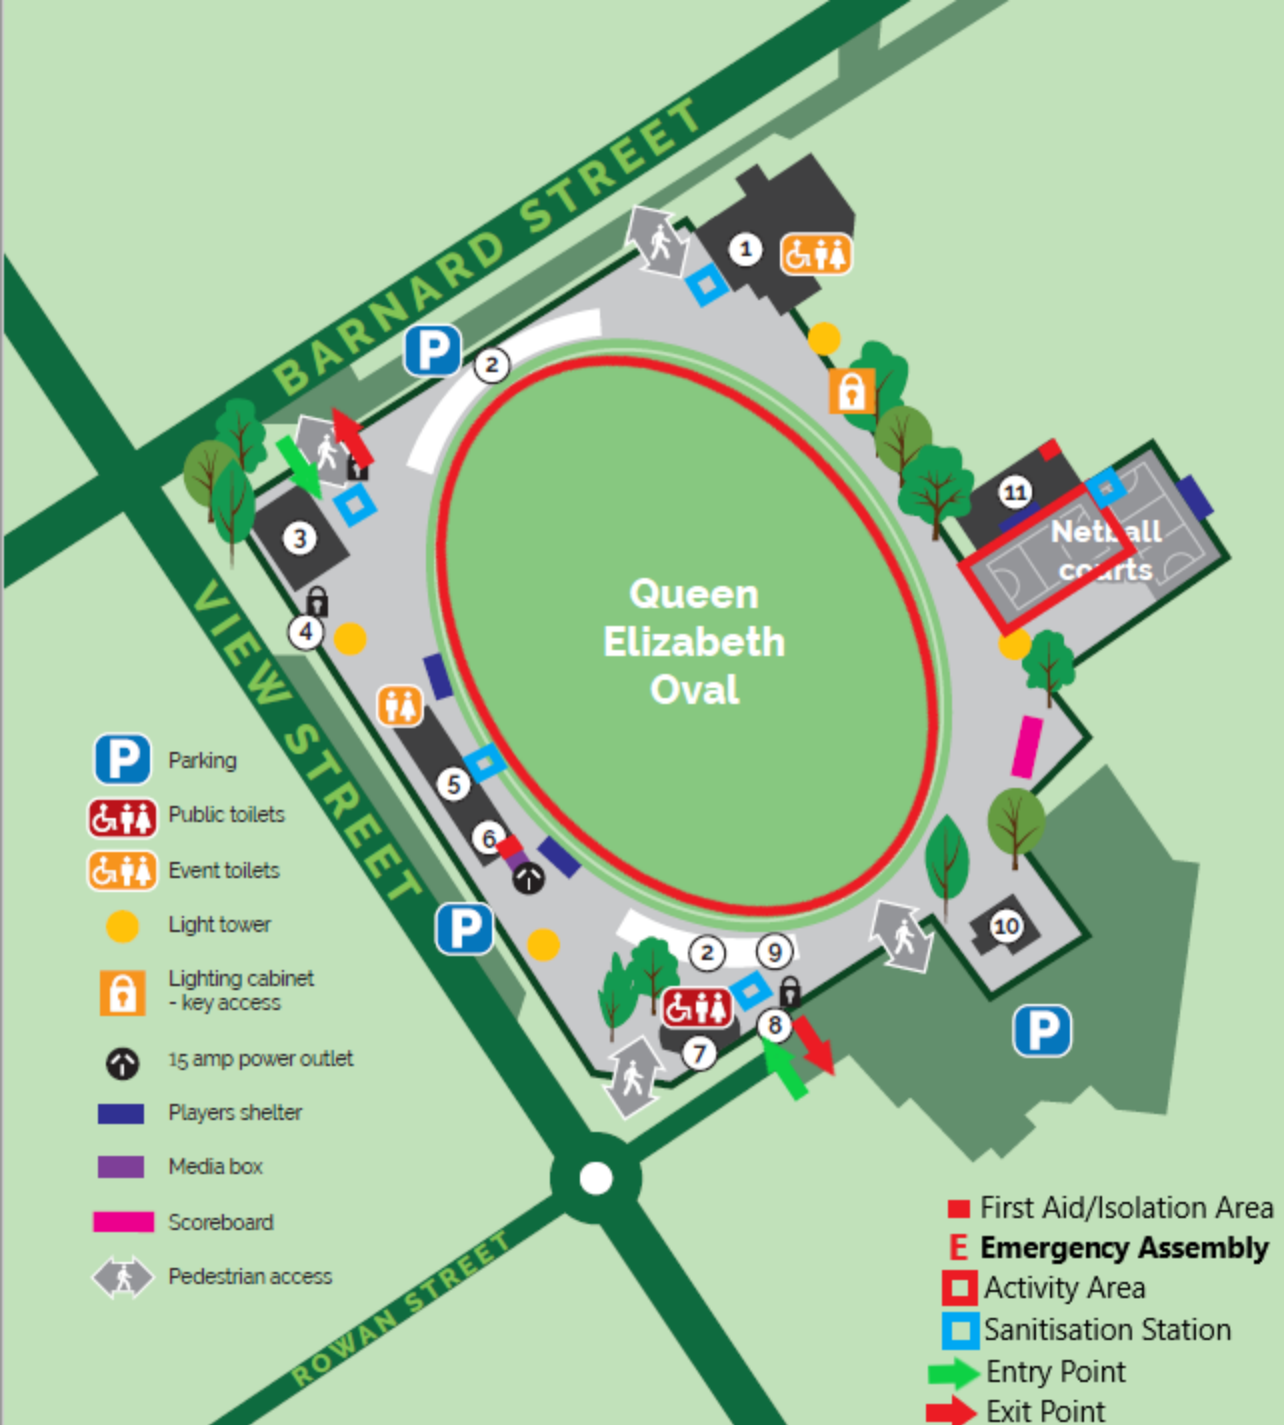 BARNARD STREET
1
P
2
3
11
Netball
courts
Queen
Elizabeth
Oval
4
VIEW STREET
5
6
P
2
9
10
8
7
P
P Parking
Public toilets
Event toilets
Light tower
Lighting cabinet
- key access
15 amp power outlet
Players shelter
Media box
Scoreboard
Pedestrian access
ROWAN STREET
First Aid/Isolation Area
E Emergency Assembly
Activity Area
Sanitisation Station
Entry Point
Exit Point